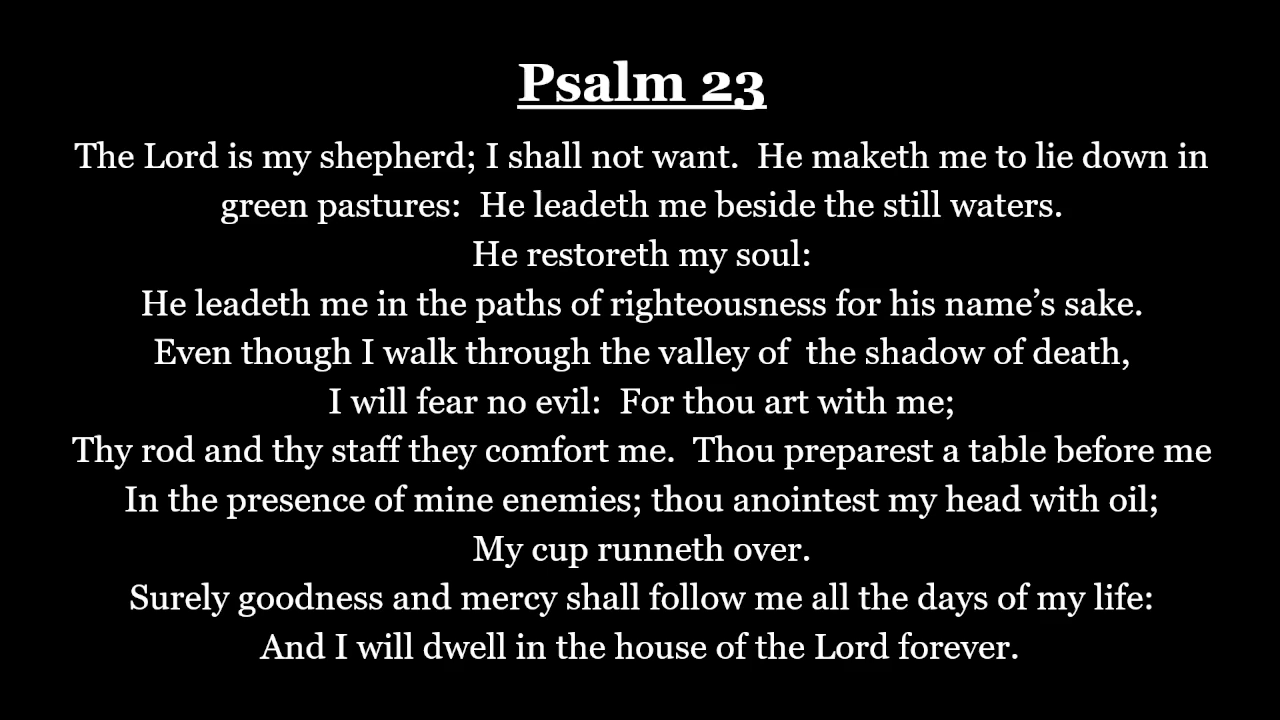 Psalm 23
The Lord is my shepherd; I shall not want.  He maketh me to lie down in
green pastures:  He leadeth me beside the still waters.
He restoreth my soul:
He leadeth me in the paths of righteousness for his name’s sake.
Even though I walk through the valley of  the shadow of death,
I will fear no evil:  For thou art with me;
Thy rod and thy staff they comfort me.  Thou preparest a table before me
In the presence of mine enemies; thou anointest my head with oil;
My cup runneth over.
Surely goodness and mercy shall follow me all the days of my life:
And I will dwell in the house of the Lord forever.